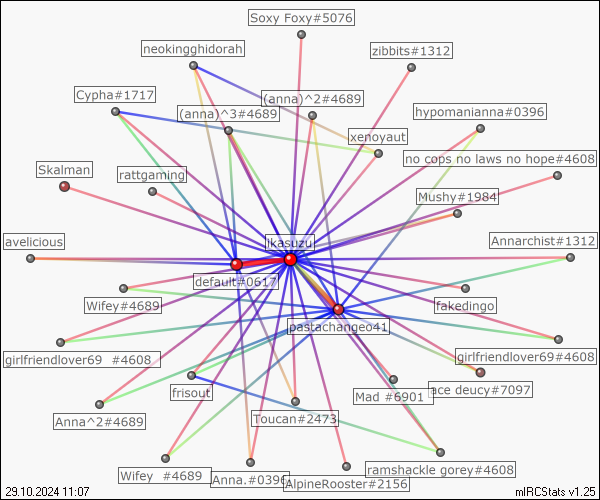 Soxy Foxy#5076
neokingghidorah
zibbits#1312
Cypha#1717
(anna)^2#4689
(anna)^3#4689
hypomanianna#0396
xenoyaut
no cops no laws no hope#4608
Skalman
rattgaming
Mushy#1984
avelicious
ikasuzu
Annarchist#1312
default#0617
Wifey#4689
fakedingo
pastachangeo41
girlfriendlover69 #4608
girlfriendlover69#4608
frisout
Mad #6901
ace deucy#7097
Anna^2#4689
Toucan#2473
Wifey #4689
Anna.#0396
AlpineRooster#2156
ramshackle gorey#4608
29.10.2024 11:07
mIRCStats v1.25